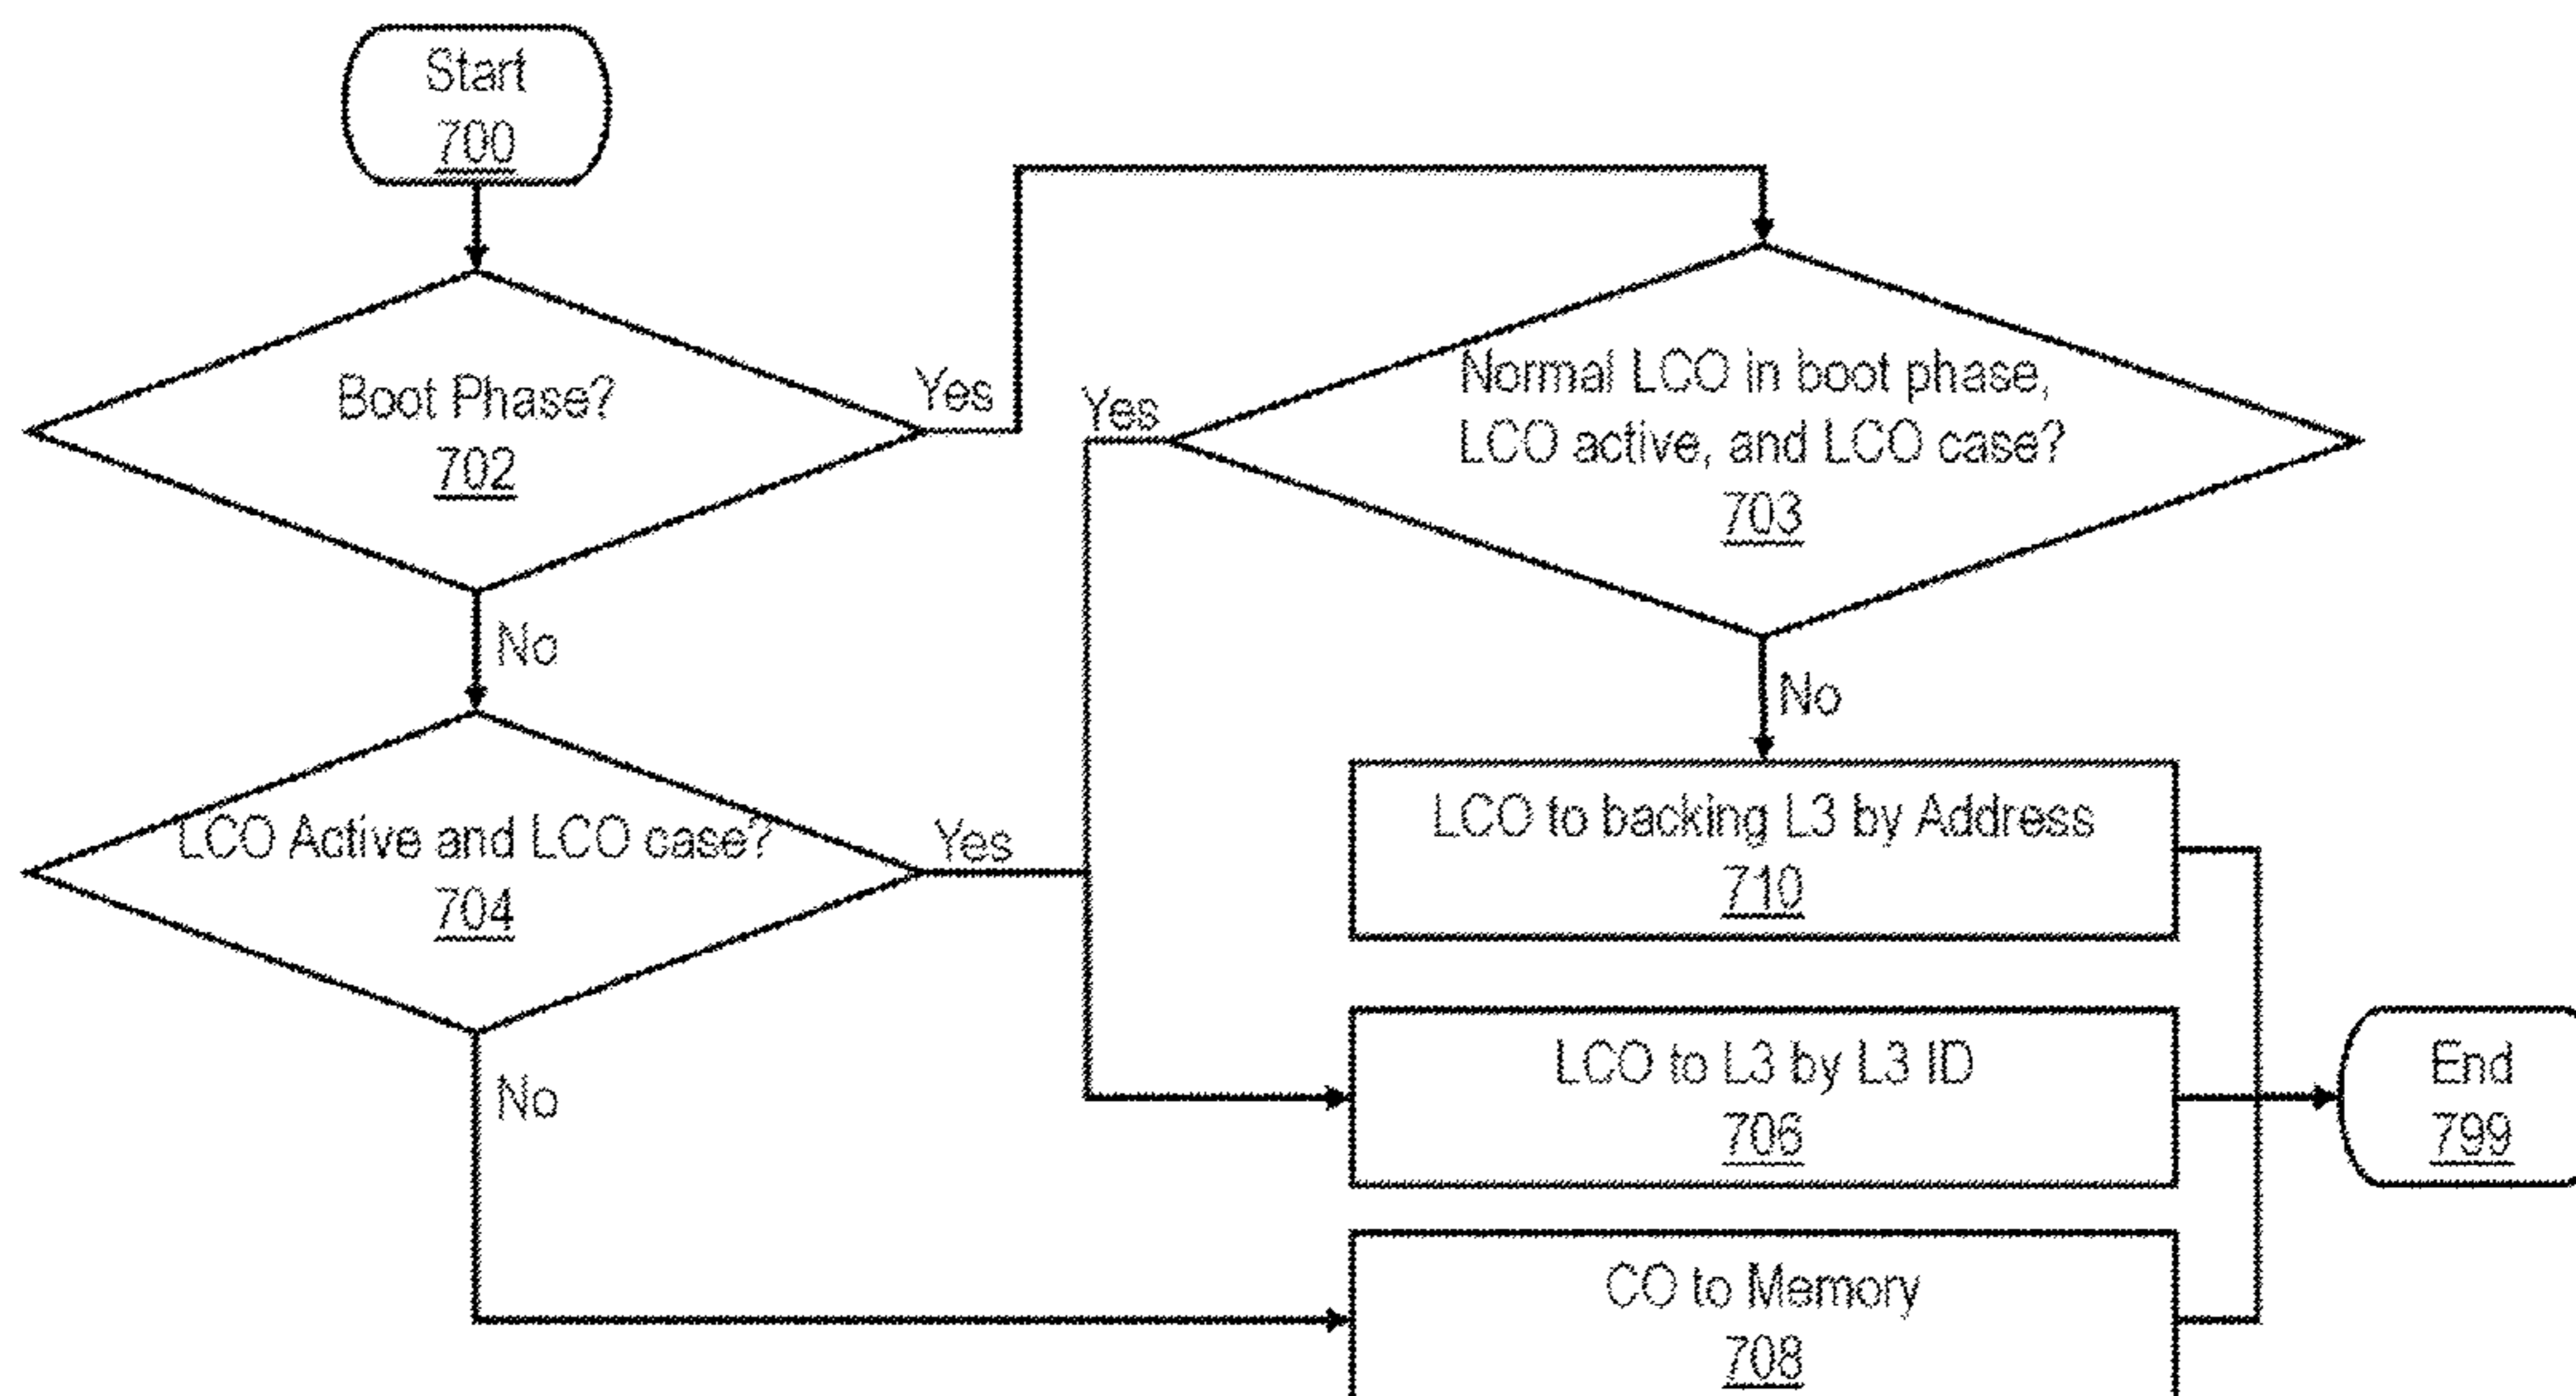 Start
700
Boot Phase?
702
Yes
No
Normal LCO in boot phase,
LCO active, and LCO case?
703
Yes
No
LCO Active and LCO case?
704
Yes
No
LCO to backing L3 by Address
710
LCO to L3 by L3 ID
706
CO to Memory
708
End
799